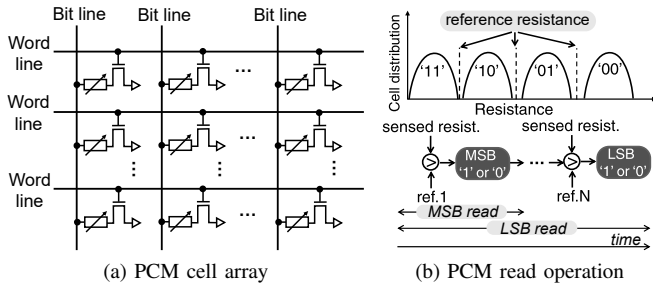 Bit line Bit line Bit line
Word line
Word line
Word line
...
...
...
...
...
...
(a) PCM cell array
(b)
reference resistance
Cell distribution
‘11’ ‘10’ ‘01’ ‘00’
Resistance
sensed resist. sensed resist.
> MSB ‘1’ or ‘0’ ... > LSB ‘1’ or ‘0’
ref.1 ref.N
MSB read
LSB read
time
(b) PCM read operation